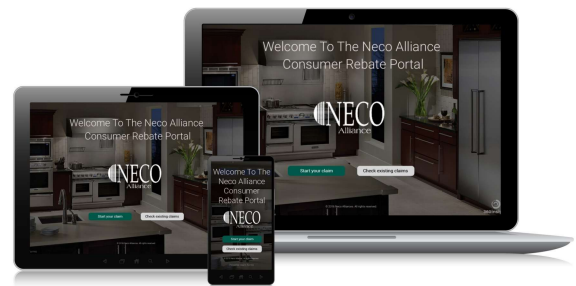 Welcome To The Neco Alliance
Consumer Rebate Portal
NECO
Alliance
Start your claim
Check existing claims
Welcome To The Neco Alliance
Consumer Rebate Portal
NECO
Alliance
Start your claim
Check existing claims
Welcome To The
Neco Alliance
Consumer
Rebate Portal
NECO
Alliance
Start your claim
Check existing claims